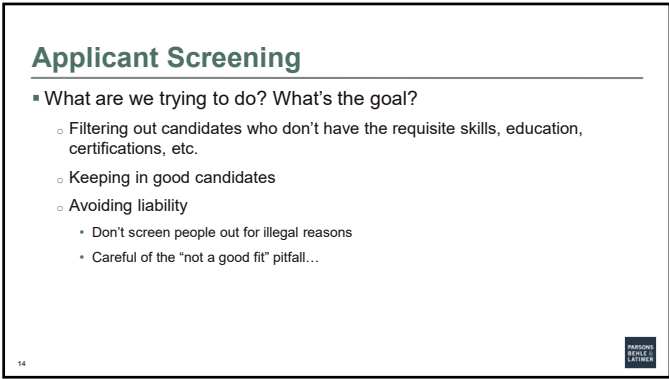 Applicant Screening
▪ What are we trying to do? What’s the goal?
○ Filtering out candidates who don’t have the requisite skills, education,
certifications, etc.
○ Keeping in good candidates
○ Avoiding liability
• Don’t screen people out for illegal reasons
• Careful of the “not a good fit” pitfall…
14
PARSONS
BEHLE &
LATIMER